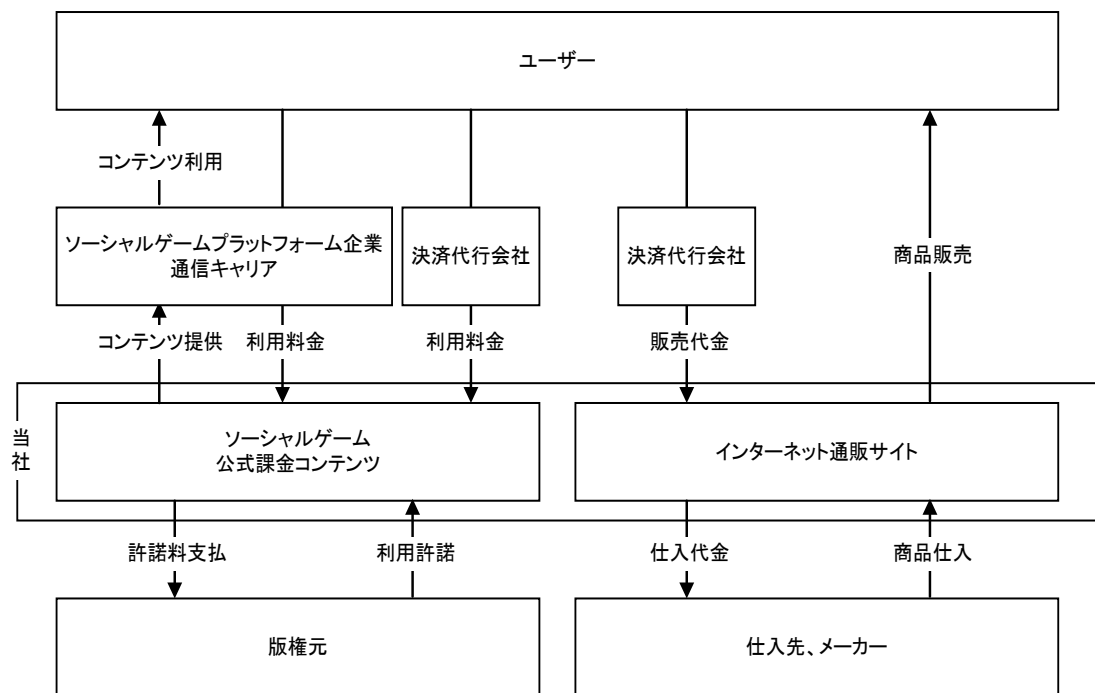 ユーザー
コンテンツ利用
ソーシャルゲームプラットフォーム企業
通信キャリア
決済代行会社
決済代行会社
商品販売
コンテンツ提供
利用料金
利用料金
販売代金
当社
ソーシャルゲーム
公式課金コンテンツ
インターネット通販サイト
許諾料支払
利用許諾
仕入代金
商品仕入
版権元
仕入先、メーカー